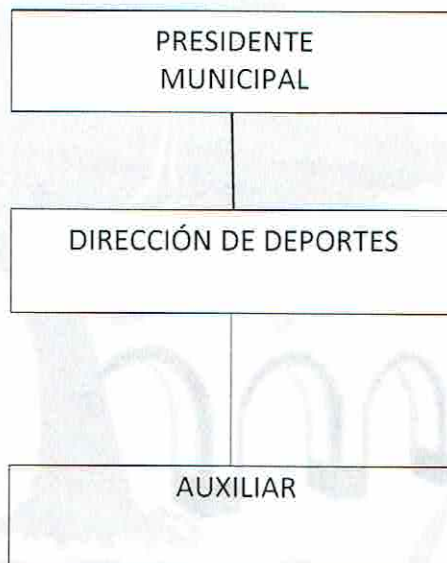 PRESIDENTE
MUNICIPAL
DIRECCIÓN DE DEPORTES
AUXILIAR